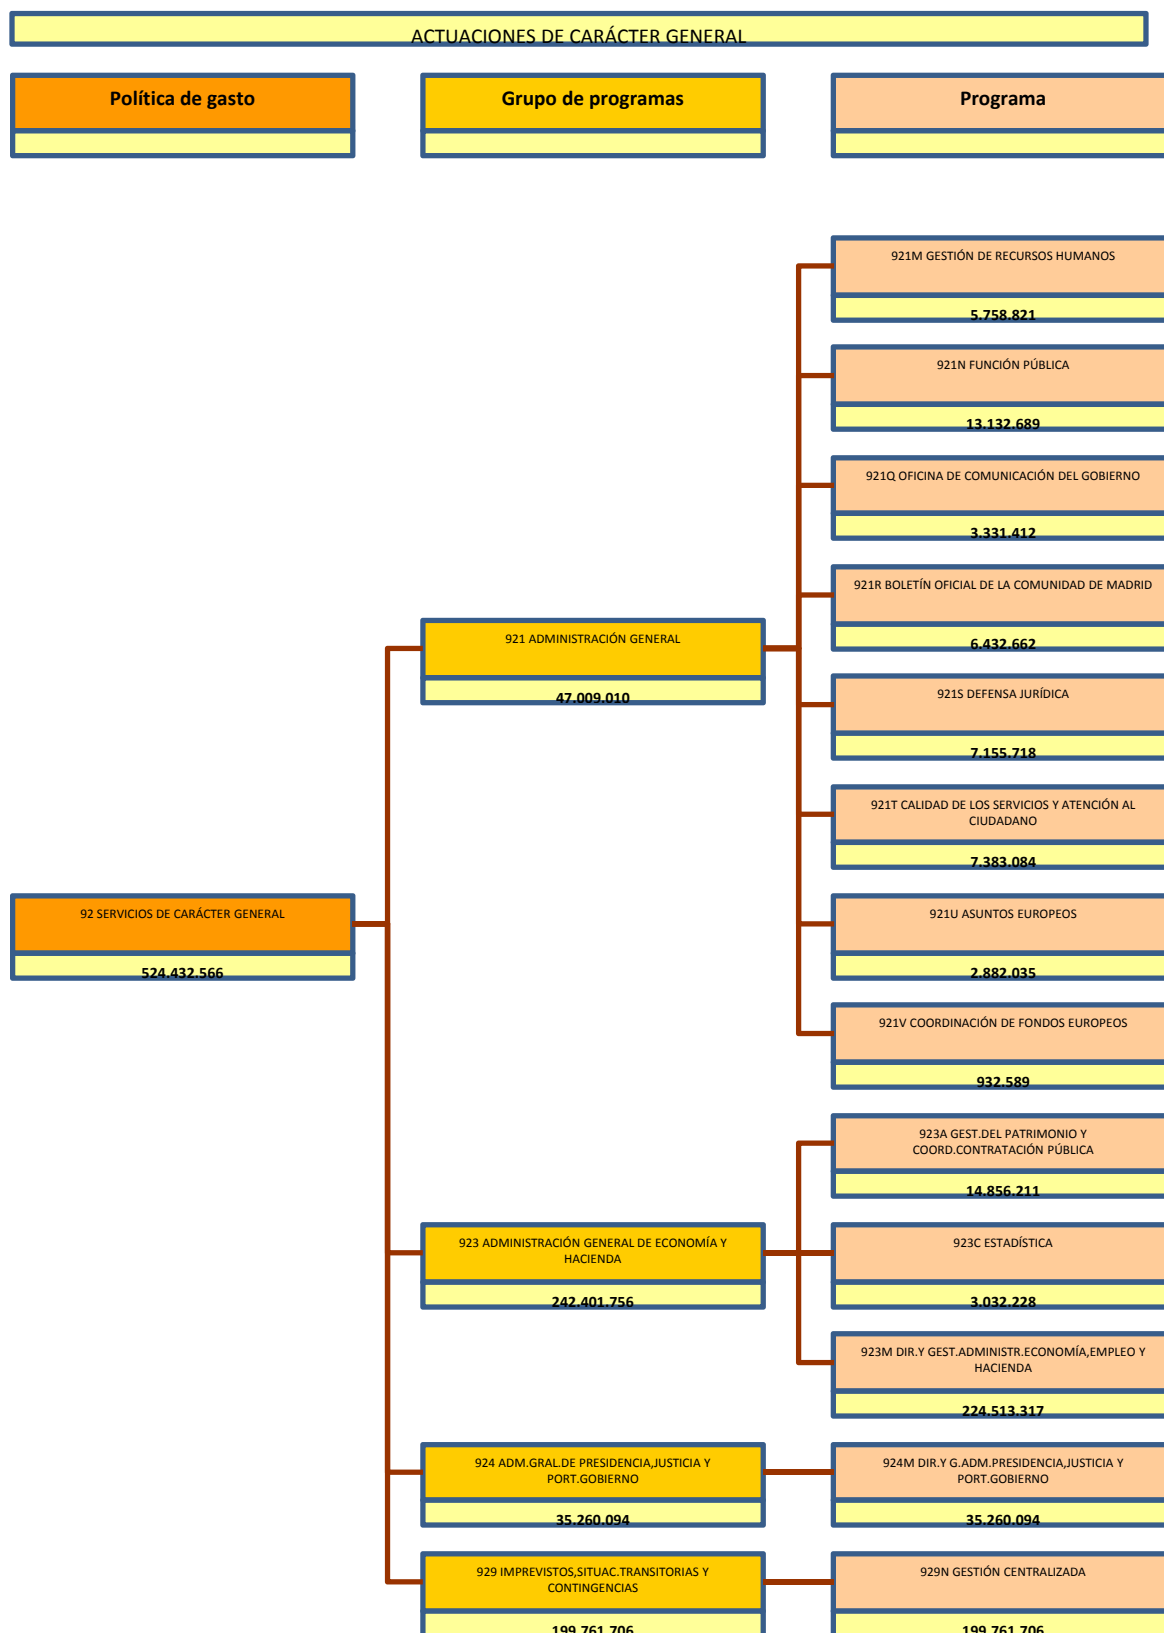 ACTUACIONES DE CARÁCTER GENERAL
Política de gasto
Grupo de programas
Programa
921M GESTIÓN DE RECURSOS HUMANOS
5.758.821
921N FUNCIÓN PÚBLICA
13.132.689
921Q OFICINA DE COMUNICACIÓN DEL GOBIERNO
3.331.412
921R BOLETÍN OFICIAL DE LA COMUNIDAD DE MADRID
6.432.662
921 ADMINISTRACIÓN GENERAL
47.009.010
921S DEFENSA JURÍDICA
7.155.718
921T CALIDAD DE LOS SERVICIOS Y ATENCIÓN AL
CIUDADANO
7.383.084
92 SERVICIOS DE CARÁCTER GENERAL
524.432.566
921U ASUNTOS EUROPEOS
2.882.035
921V COORDINACIÓN DE FONDOS EUROPEOS
932.589
923A GEST.DEL PATRIMONIO Y
COORD.CONTRATACIÓN PÚBLICA
14.856.211
923 ADMINISTRACIÓN GENERAL DE ECONOMÍA Y
HACIENDA
242.401.756
923C ESTADÍSTICA
3.032.228
923M DIR.Y GEST.ADMINISTR.ECONOMÍA,EMPLEO Y
HACIENDA
224.513.317
924 ADM.GRAL.DE PRESIDENCIA,JUSTICIA Y
PORT.GOBIERNO
35.260.094
924M DIR.Y G.ADM.PRESIDENCIA,JUSTICIA Y
PORT.GOBIERNO
35.260.094
929 IMPREVISTOS,SITUAC.TRANSITORIAS Y
CONTINGENCIAS
199.761.706
929N GESTIÓN CENTRALIZADA
199.761.706